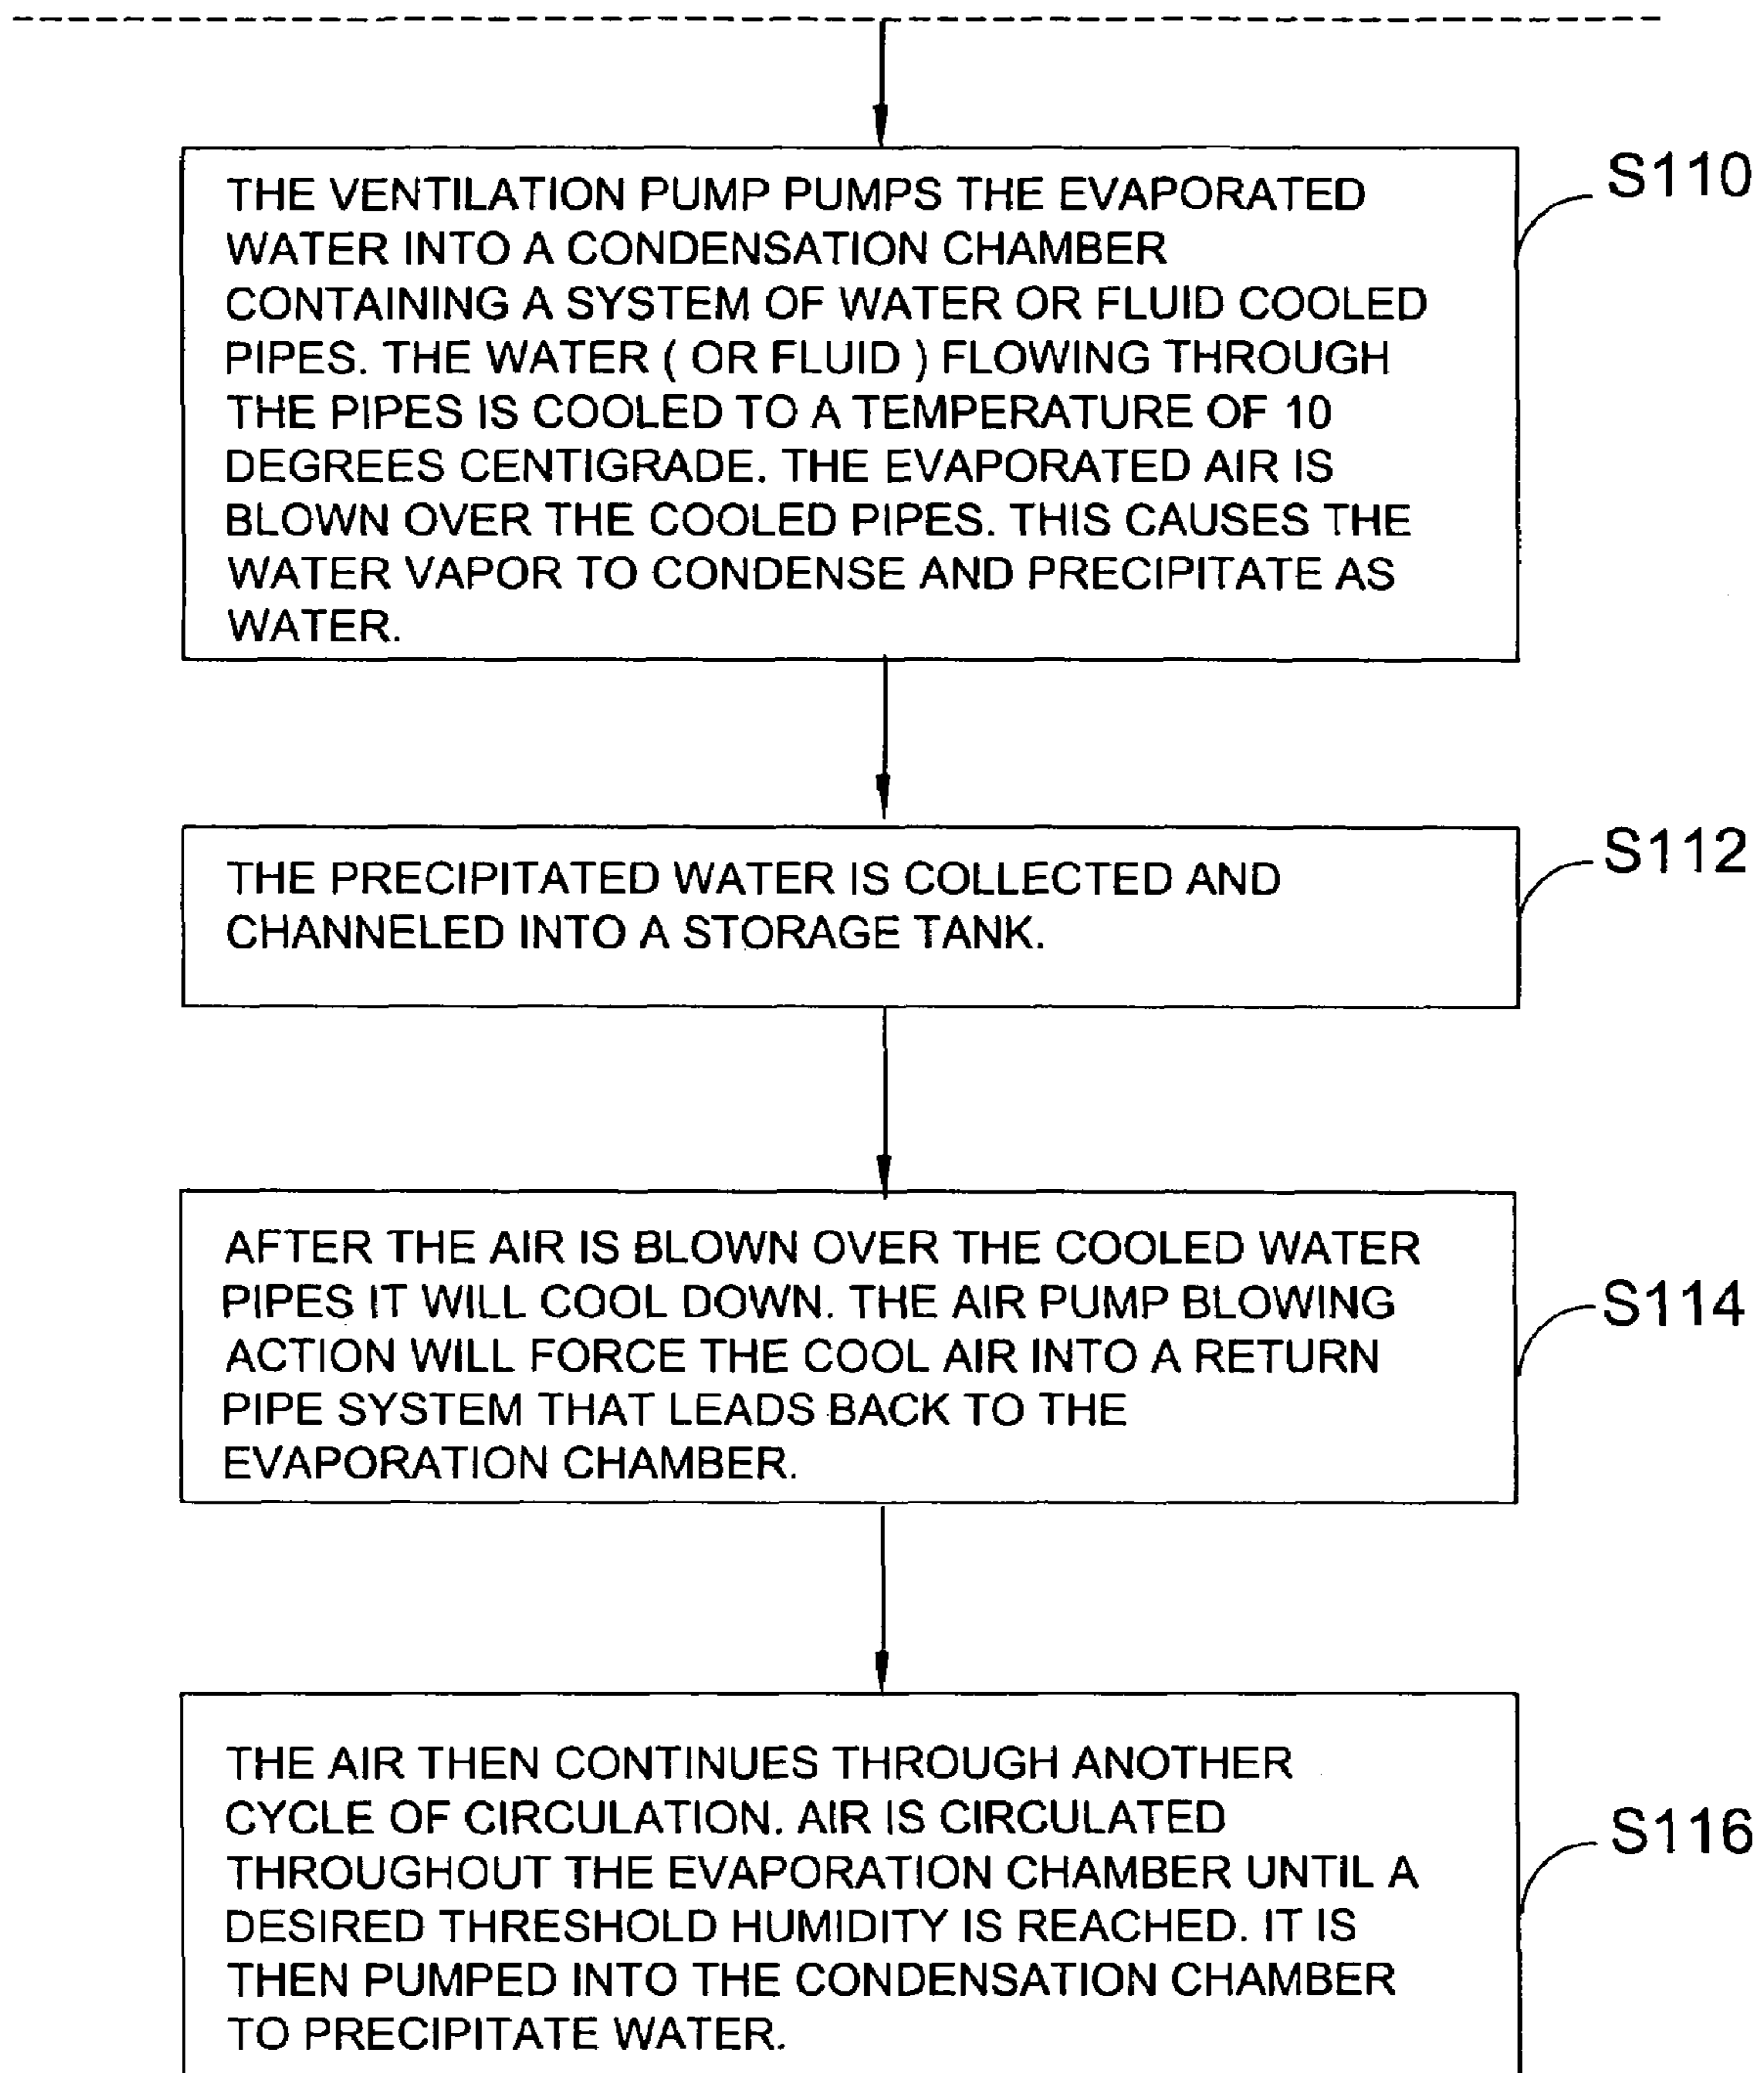 THE VENTILATION PUMP PUMPS THE EVAPORATED
WATER INTO A CONDENSATION CHAMBER
CONTAINING A SYSTEM OF WATER OR FLUID COOLED
PIPES. THE WATER ( OR FLUID ) FLOWING THROUGH
THE PIPES IS COOLED TO A TEMPERATURE OF 10
DEGREES CENTIGRADE. THE EVAPORATED AIR IS
BLOWN OVER THE COOLED PIPES. THIS CAUSES THE
WATER VAPOR TO CONDENSE AND PRECIPITATE AS
WATER.
S110
THE PRECIPITATED WATER IS COLLECTED AND
CHANNELED INTO A STORAGE TANK.
S112
AFTER THE AIR IS BLOWN OVER THE COOLED WATER
PIPES IT WILL COOL DOWN. THE AIR PUMP BLOWING
ACTION WILL FORCE THE COOL AIR INTO A RETURN
PIPE SYSTEM THAT LEADS BACK TO THE
EVAPORATION CHAMBER.
S114
THE AIR THEN CONTINUES THROUGH ANOTHER
CYCLE OF CIRCULATION. AIR IS CIRCULATED
THROUGHOUT THE EVAPORATION CHAMBER UNTIL A
DESIRED THRESHOLD HUMIDITY IS REACHED. IT IS
THEN PUMPED INTO THE CONDENSATION CHAMBER
TO PRECIPITATE WATER.
S116